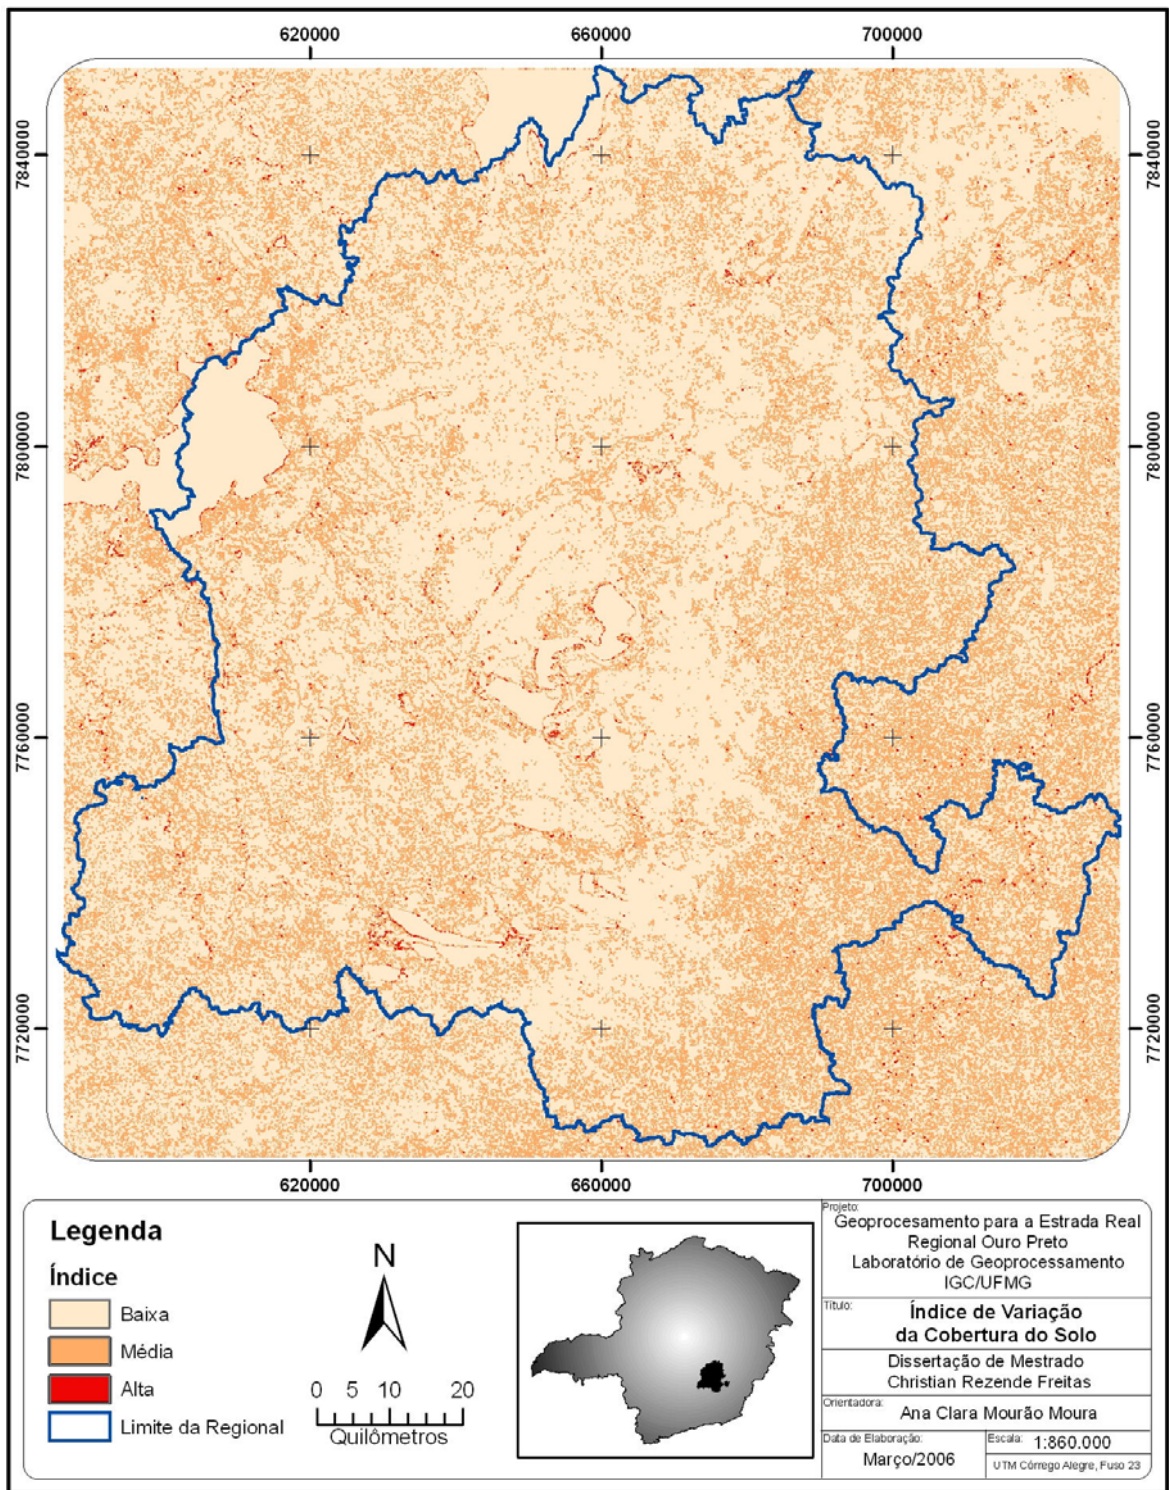 620000
660000
700000
7840000
7840000
7800000
7800000
7760000
7760000
7720000
7720000
620000
660000
700000
Legenda
Índice
Baixa
Média
Alta
Limite da Regional
N
0 5 10 20
Quilômetros
Projeto:
Geoprocesamento para a Estrada Real
Regional Ouro Preto
Laboratório de Geoprocessamento
IGC/UFMG
Título:
Índice de Variação
da Cobertura do Solo
Dissertação de Mestrado
Christian Rezende Freitas
Orientadora:
Ana Clara Mourão Moura
Data de Elaboração:
Março/2006
Escala: 1:860.000
UTM Córrego Alegre, Fuso 23